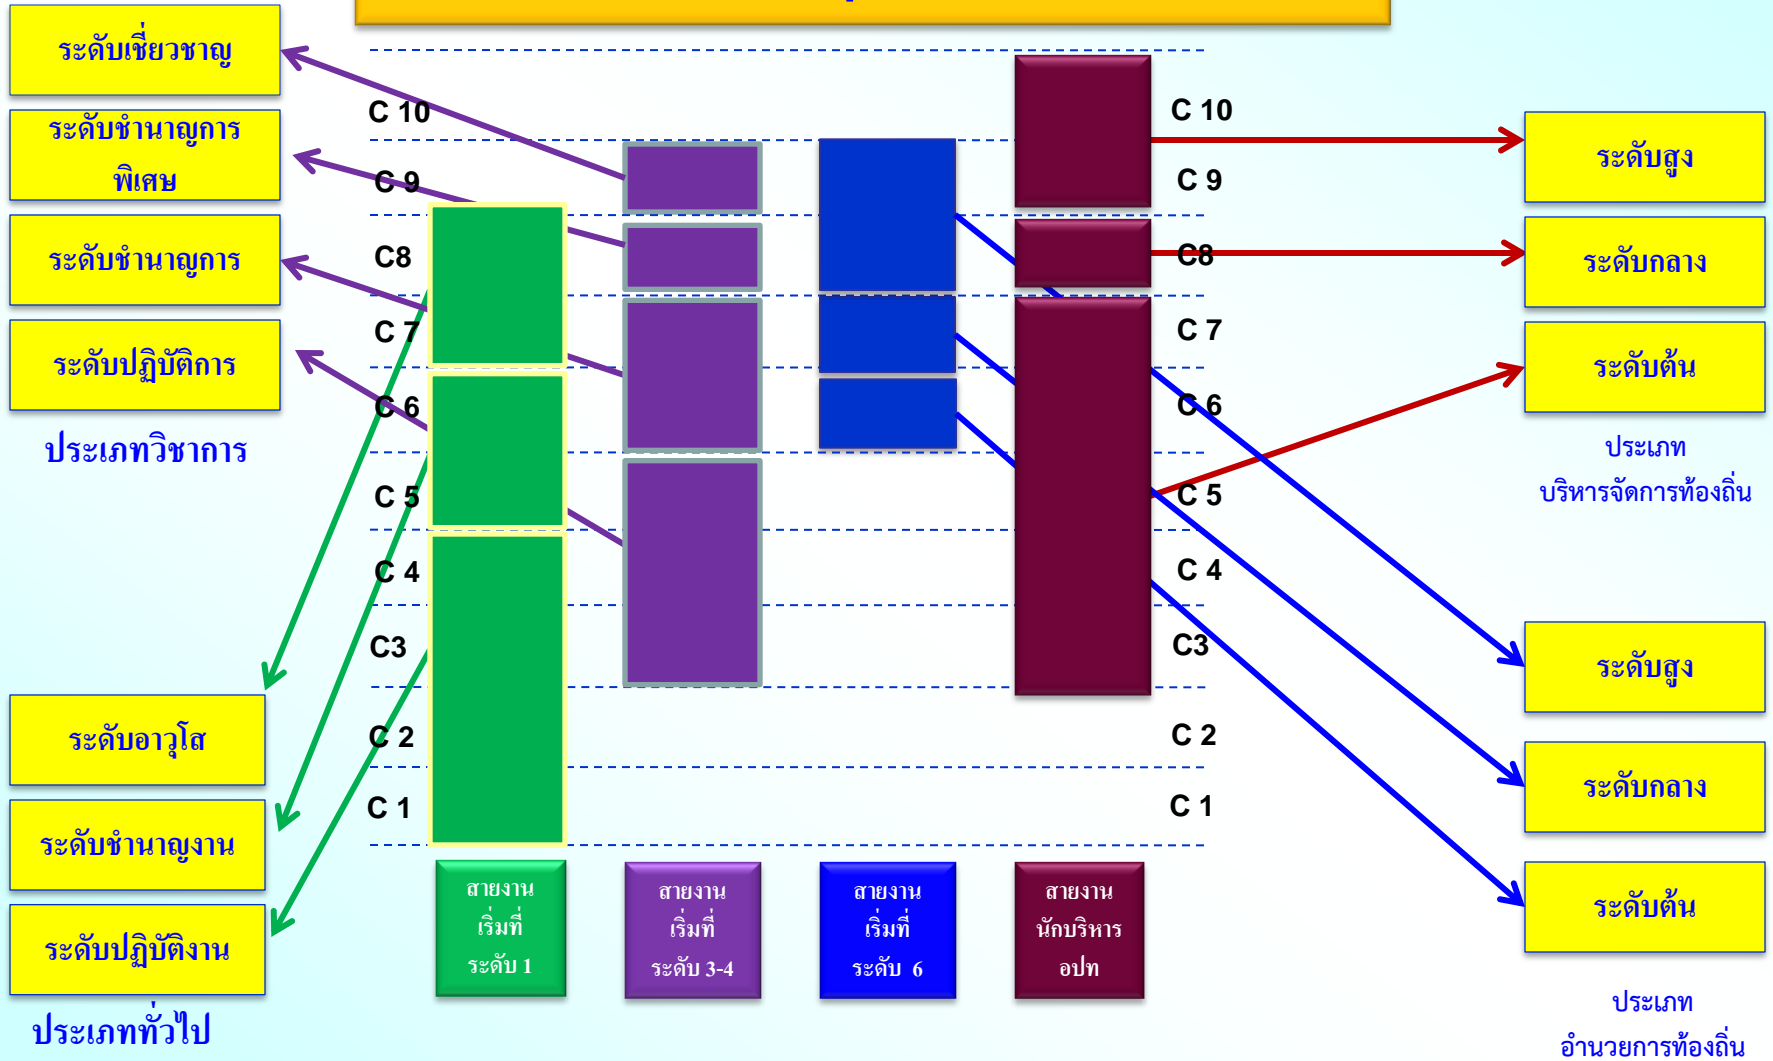 ระดับเชี่ยวชาญ
ระดับชำนาญการ
พิเศษ
ระดับชำนาญการ
ระดับปฏิบัติการ
ประเภทวิชาการ
ระดับอาวุโส
ระดับชำนาญงาน
ระดับปฏิบัติงาน
ประเภททั่วไป
C 10
C 9
C8
C 7
C 6
C 5
C 4
C3
C 2
C 1
สายงาน
เริ่มที่
ระดับ 1
สายงาน
เริ่มที่
ระดับ 3-4
สายงาน
เริ่มที่
ระดับ 6
สายงาน
นักบริหาร
อปท
C 10
C 9
C8
C 7
C 6
C 5
C 4
C3
C 2
C 1
ระดับสูง
ระดับกลาง
ระดับต้น
ประเภท
บริหารจัดการท้องถิ่น
ระดับสูง
ระดับกลาง
ระดับต้น
ประเภท
อำนวยการท้องถิ่น